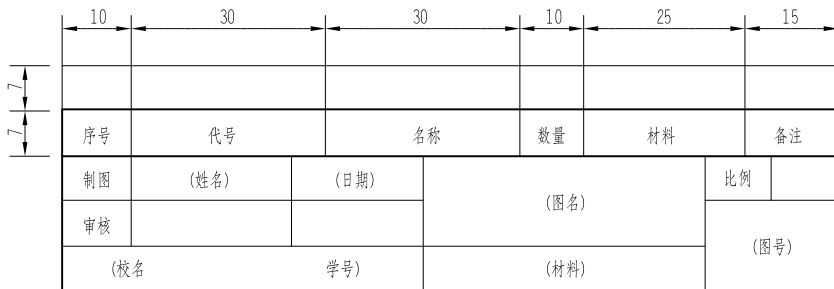 10 30 30 10 25 15
7
7
序号 代号 名称 数量 材料 备注
制图 (姓名) (日期) (图名) 比例
审核 (图号)
(校名 学号) (材料)